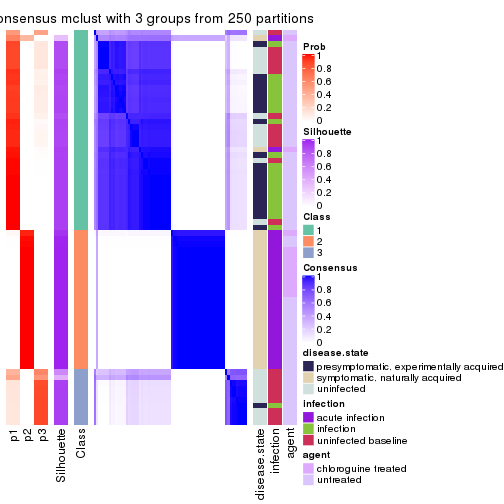 onsensus mclust with 3 groups from 250 partitions
Prob
1
0.8
0.6
0.4
0.2
0
Silhouette
1
0.8
0.6
0.4
0.2
0
Class
1
2
3
Consensus
1
0.8
0.6
0.4
0.2
0
disease.state
presymptomatic, experimentally acquired
symptomatic, naturally acquired
uninfected
infection
acute infection
infection
uninfected baseline
agent
chloroquine treated
untreated
p1
p2
p3
Silhouette
Class
disease.state
infection
agent